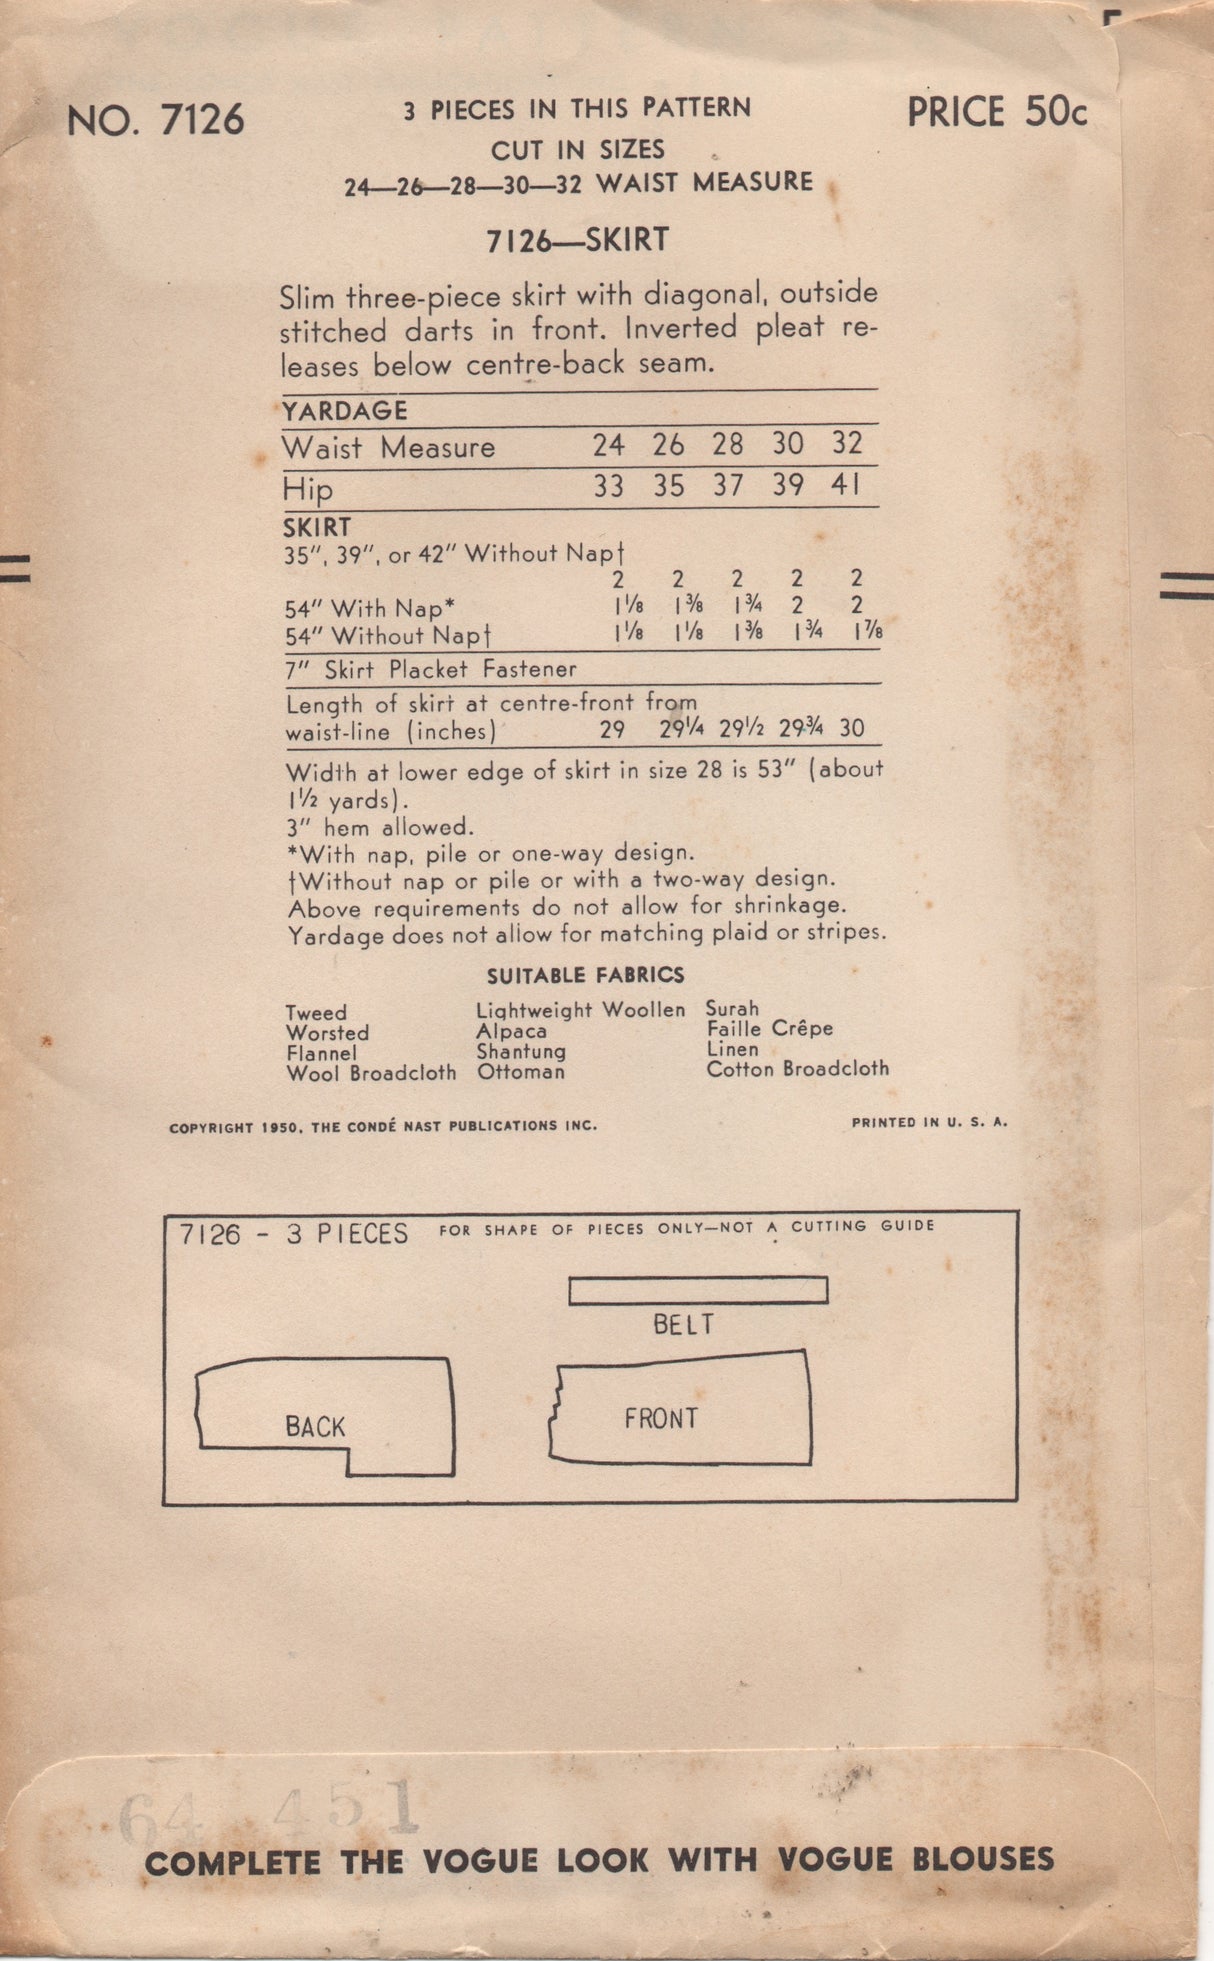 NO. 7126
3 PIECES IN THIS PATTERN
PRICE 50c
CUT IN SIZES
24—26—28—30—32 WAIST MEASURE
7126—SKIRT
Slim three-piece skirt with diagonal, outside
stitched darts in front. Inverted pleat re-
leases below centre-back seam.
YARDAGE
Waist Measure 24 26 28 30 32
Hip 33 35 37 39 41
SKIRT
35", 39", or 42" Without Nap†
2 2 2 2 2
54" With Nap* 1⅛ 1⅜ 1¾ 2 2
54" Without Nap† 1⅛ 1⅛ 1⅜ 1¾ 1⅞
7" Skirt Placket Fastener
Length of skirt at centre-front from
waist-line (inches) 29 29¼ 29½ 29¾ 30
Width at lower edge of skirt in size 28 is 53" (about
1½ yards).
3" hem allowed.
*With nap, pile or one-way design.
†Without nap or pile or with a two-way design.
Above requirements do not allow for shrinkage.
Yardage does not allow for matching plaid or stripes.
SUITABLE FABRICS
Tweed Lightweight Woollen Surah
Worsted Alpaca Faille Crêpe
Flannel Shantung Linen
Wool Broadcloth Ottoman Cotton Broadcloth
COPYRIGHT 1950, THE CONDÉ NAST PUBLICATIONS INC. PRINTED IN U. S. A.
7126 - 3 PIECES FOR SHAPE OF PIECES ONLY—NOT A CUTTING GUIDE
BELT
BACK
FRONT
64 451
COMPLETE THE VOGUE LOOK WITH VOGUE BLOUSES